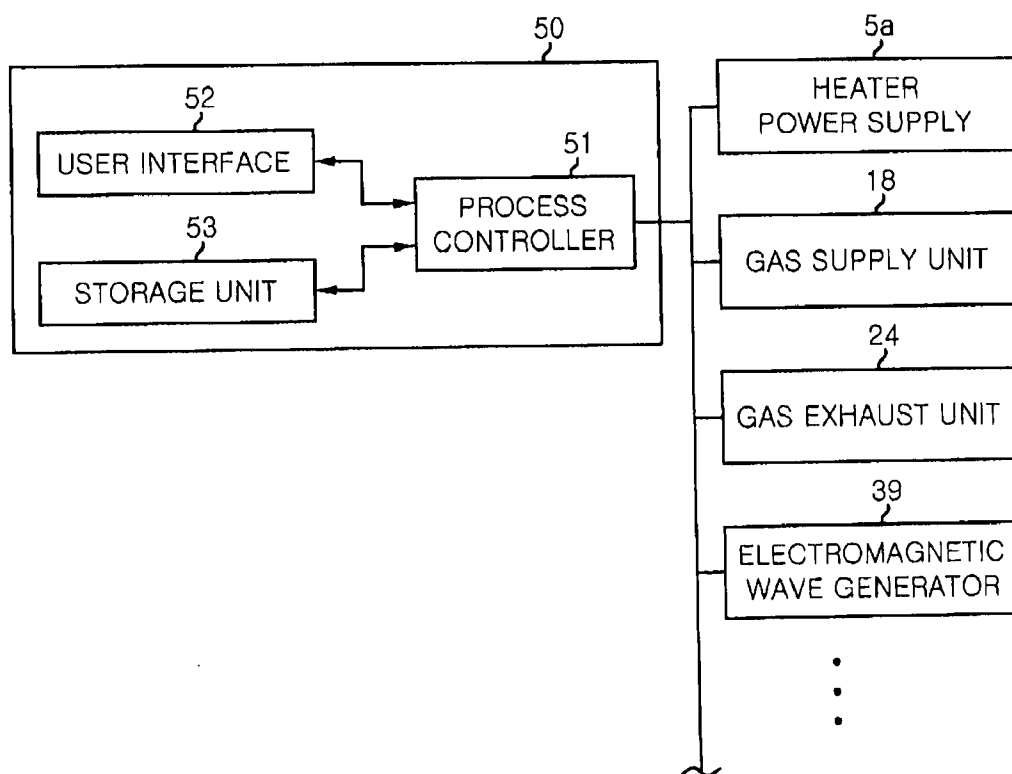 50
52
USER INTERFACE
53
STORAGE UNIT
51
PROCESS
CONTROLLER
5a
HEATER
POWER SUPPLY
18
GAS SUPPLY UNIT
24
GAS EXHAUST UNIT
39
ELECTROMAGNETIC
WAVE GENERATOR